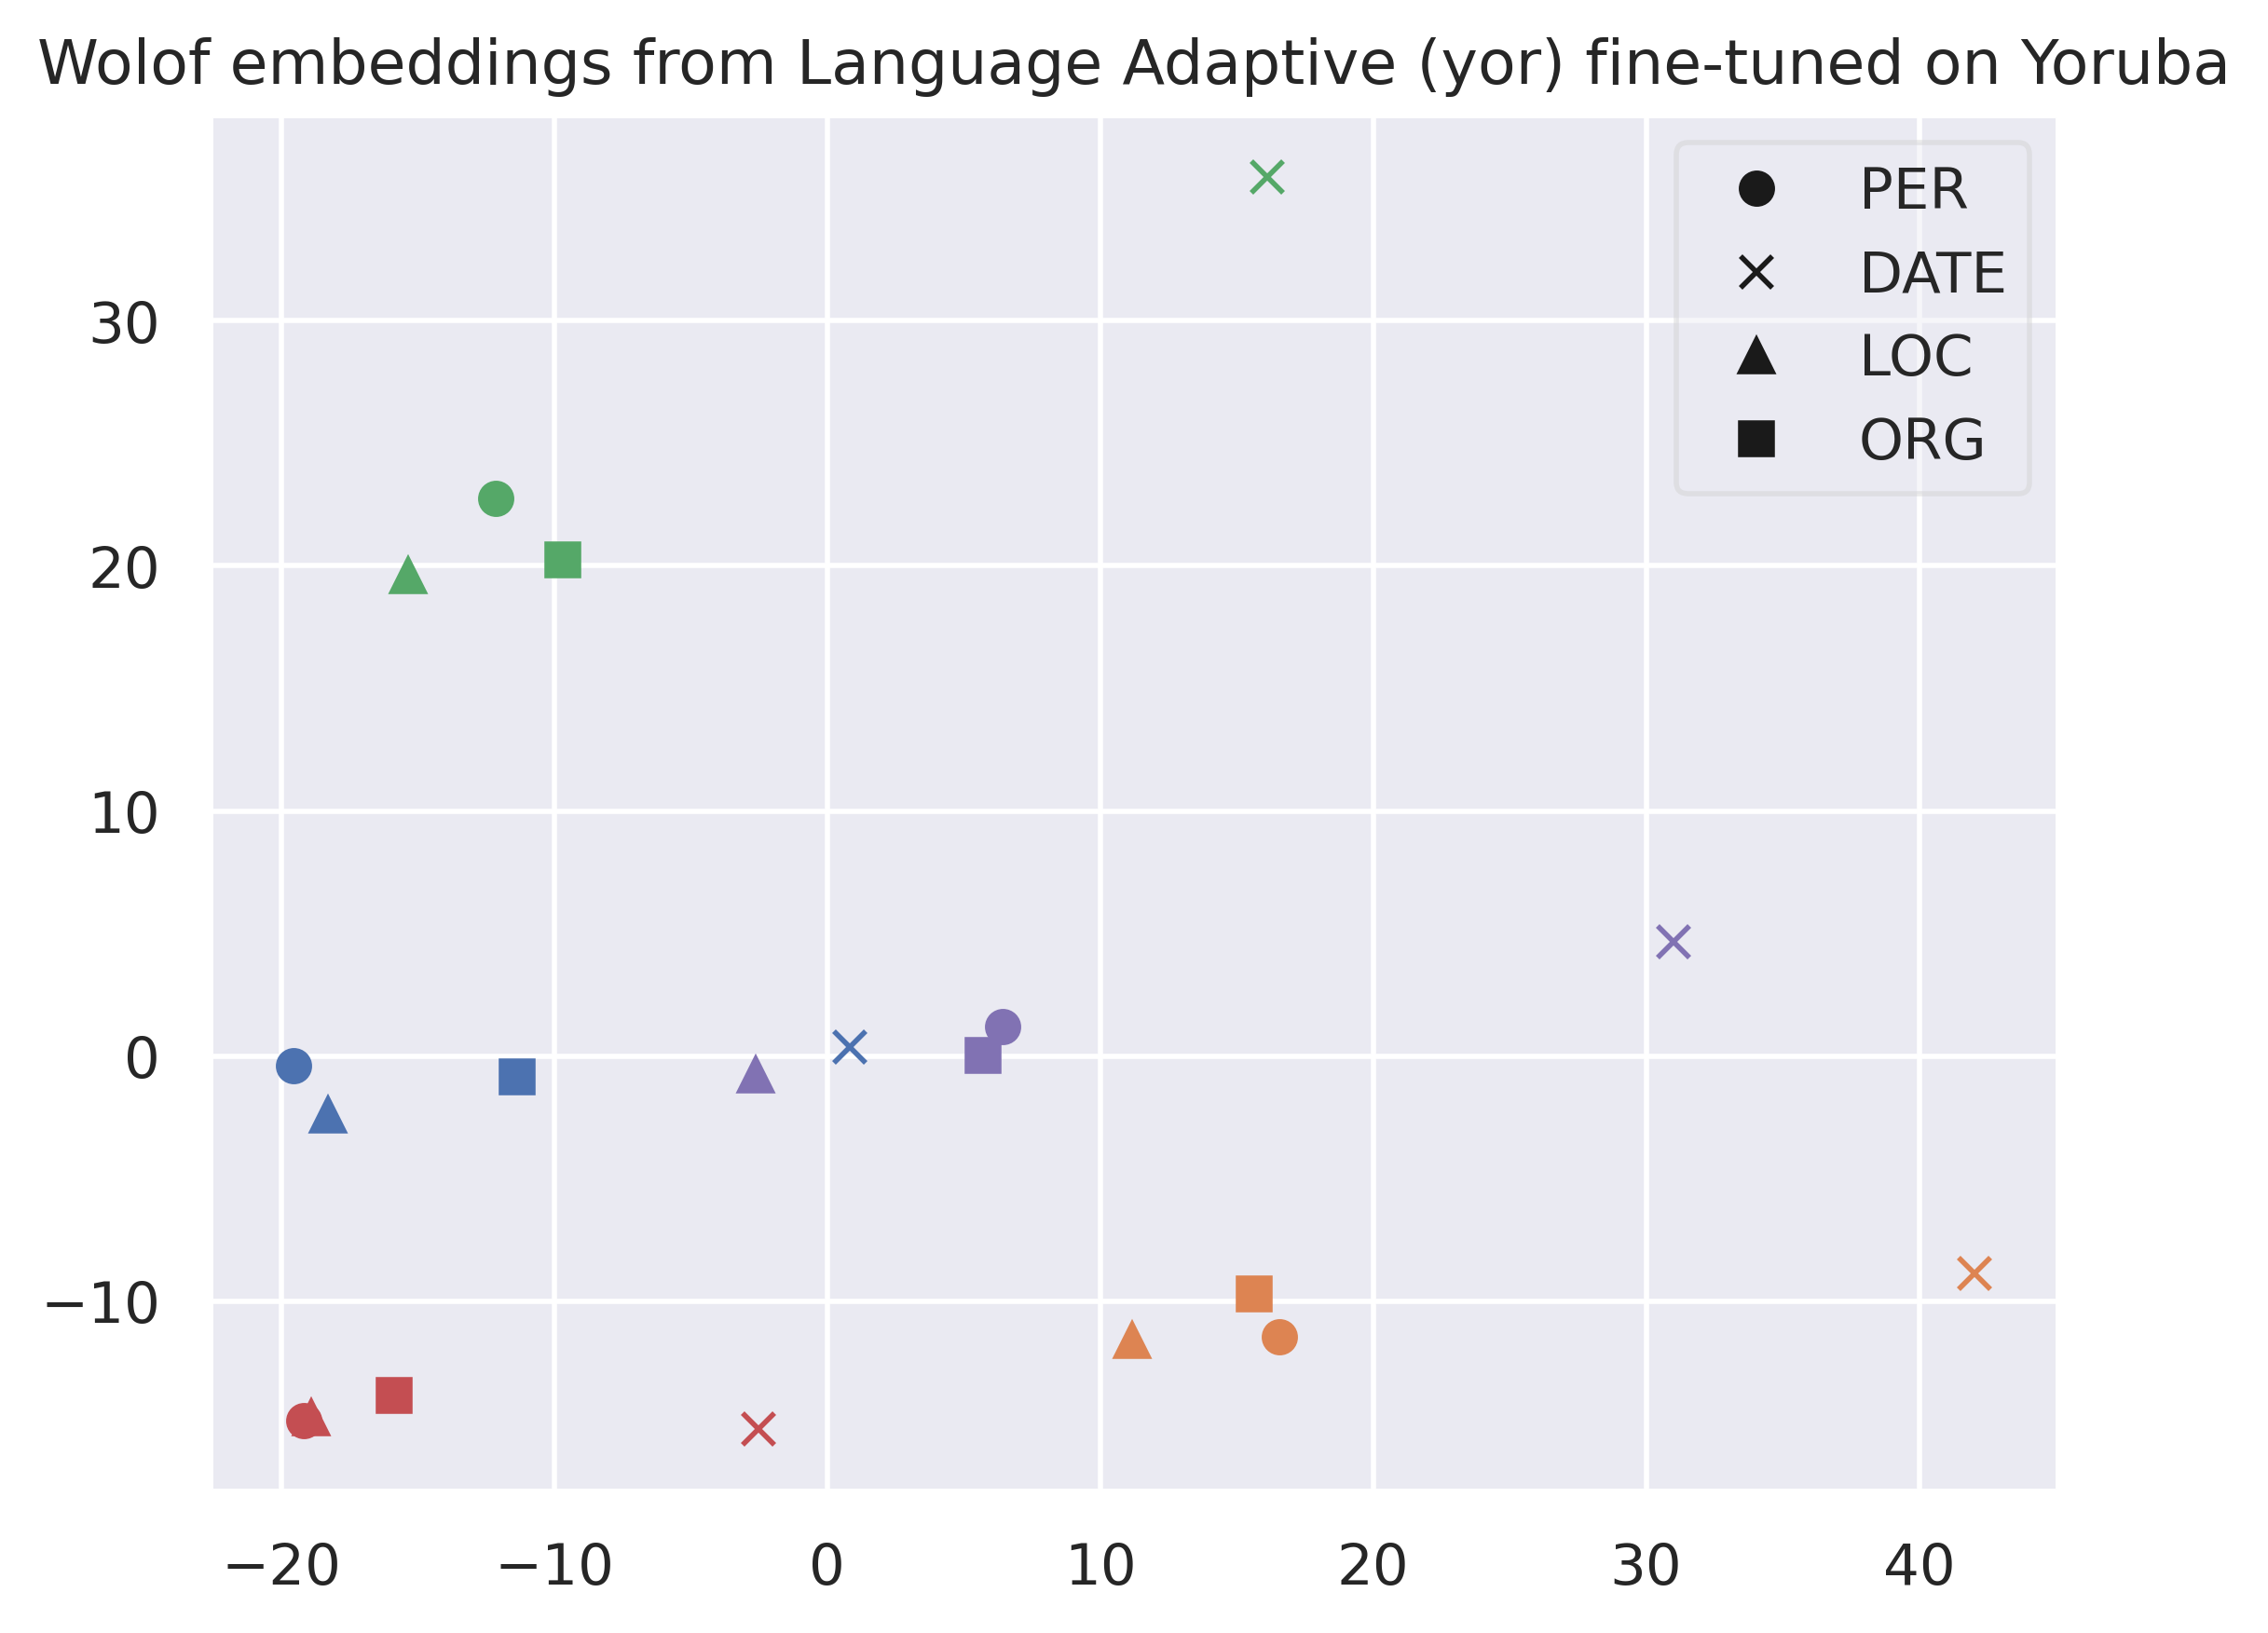 Wolof embeddings from Language Adaptive (yor) fine-tuned on Yoruba
PER
DATE
LOC
ORG
30
20
10
0
−10
−20 −10 0 10 20 30 40